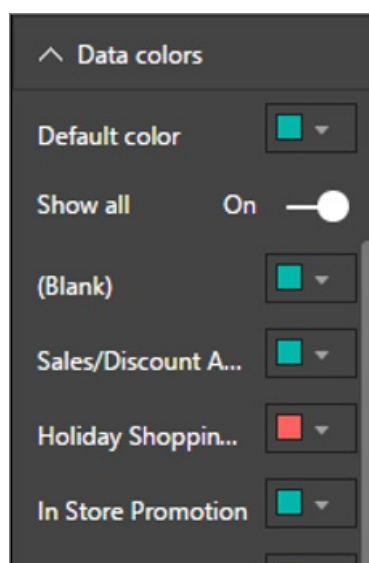 Data colors
Default color
Show all On
(Blank)
Sales/Discount A...
Holiday Shoppin...
In Store Promotion